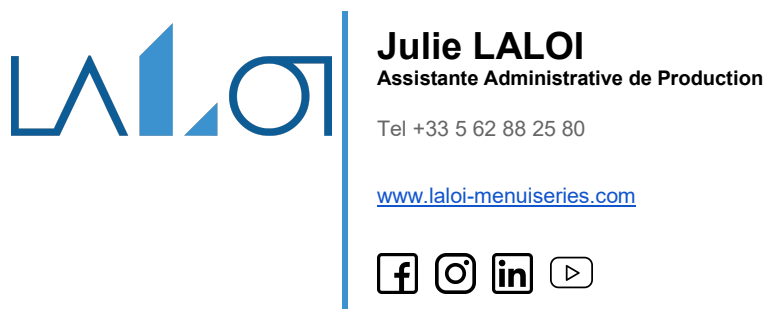 LALOI
Julie LALOI
Assistante Administrative de Production
Tel +33 5 62 88 25 80
www.laloi-menuiseries.com